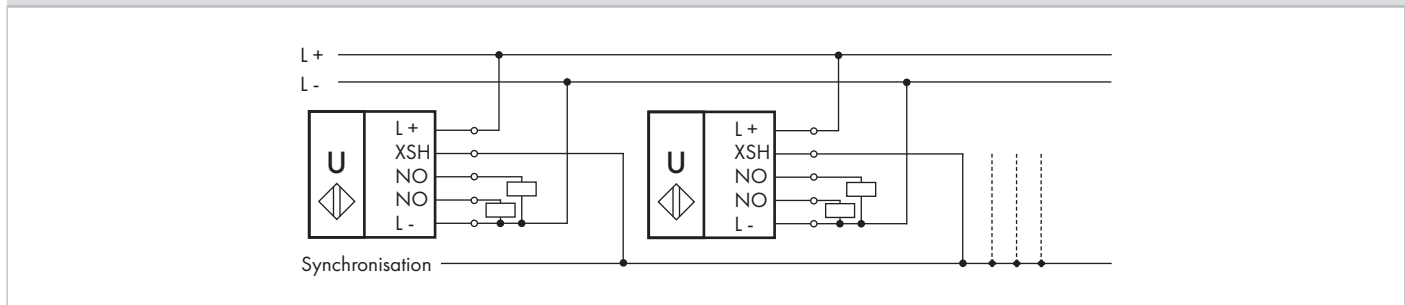 L +
L -
U
L +
XSH
NO
NO
L -
U
L +
XSH
NO
NO
L -
Synchronisation